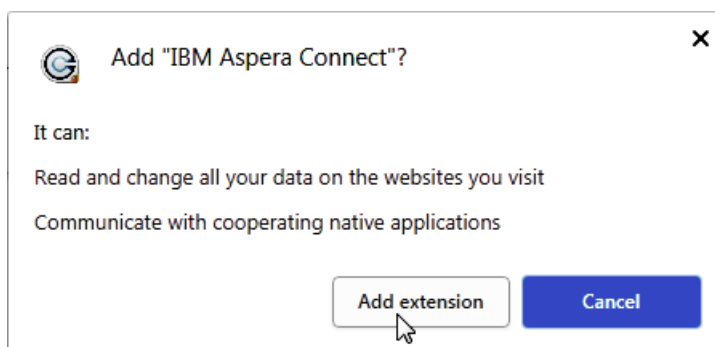 Add "IBM Aspera Connect"?
It can:
Read and change all your data on the websites you visit
Communicate with cooperating native applications
Add extension
Cancel